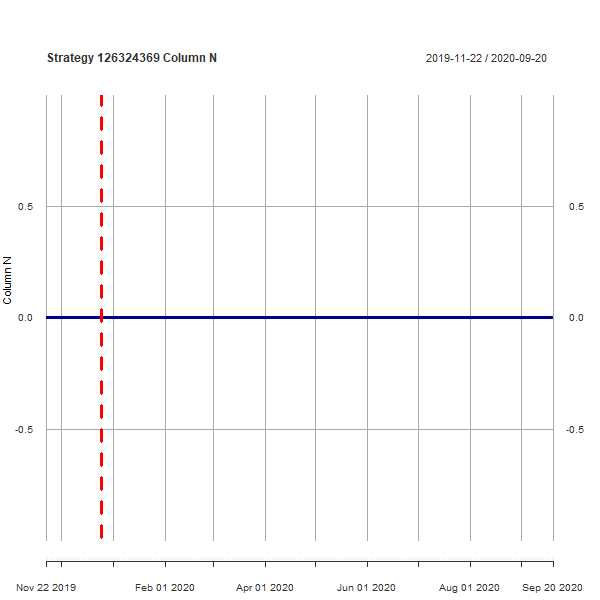 Strategy 126324369 Column N
2019-11-22 / 2020-09-20
0.5
0.5
Column N
0.0
0.0
-0.5
-0.5
Nov 22 2019
Feb 01 2020
Apr 01 2020
Jun 01 2020
Aug 01 2020
Sep 20 2020